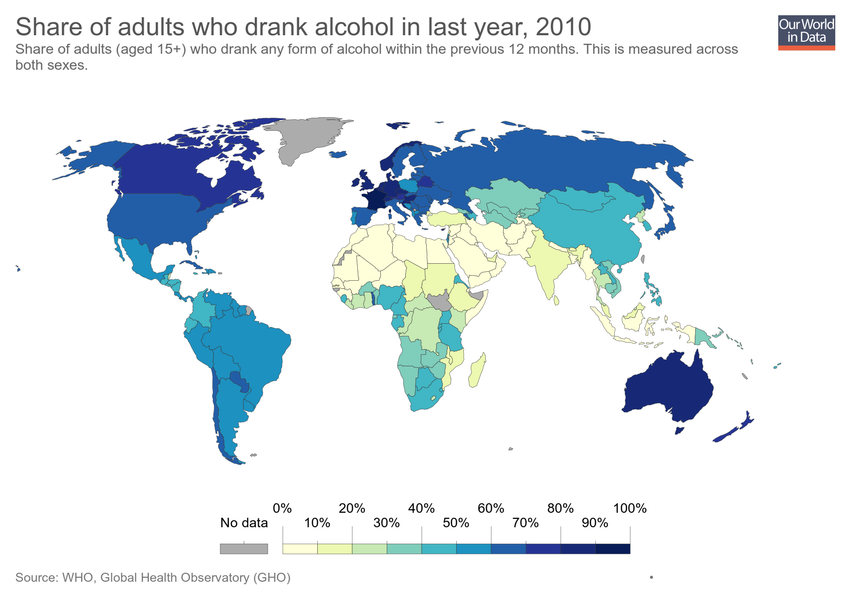 Share of adults who drank alcohol in last year, 2010
Our World
in Data
Share of adults (aged 15+) who drank any form of alcohol within the previous 12 months. This is measured across
both sexes.
0% 20% 40% 60% 80% 100%
No data 10% 30% 50% 70% 90%
Source: WHO, Global Health Observatory (GHO)